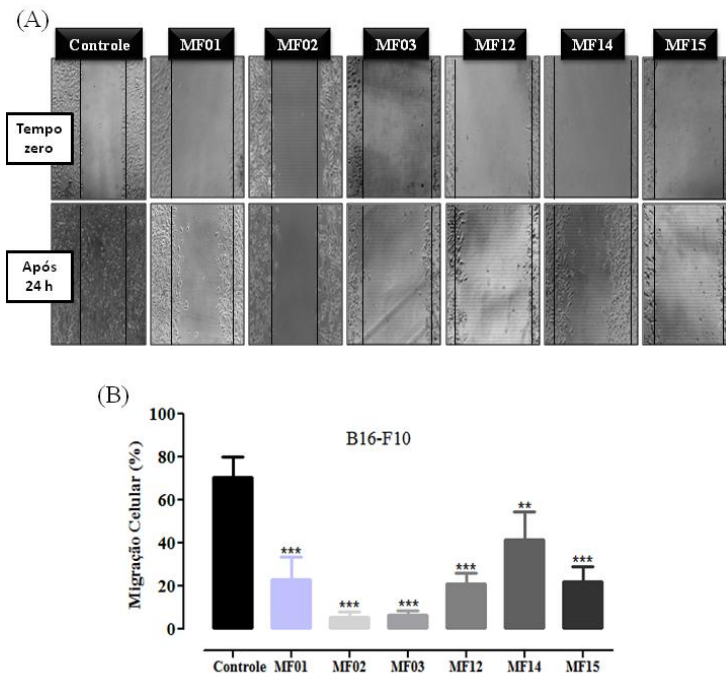 (A)
Controle MF01 MF02 MF03 MF12 MF14 MF15
Tempo
zero
Após
24 h
(B)
B16-F10
Migração Celular (%)
100
80
60
40
20
0
***
***
***
***
**
***
Controle MF01 MF02 MF03 MF12 MF14 MF15